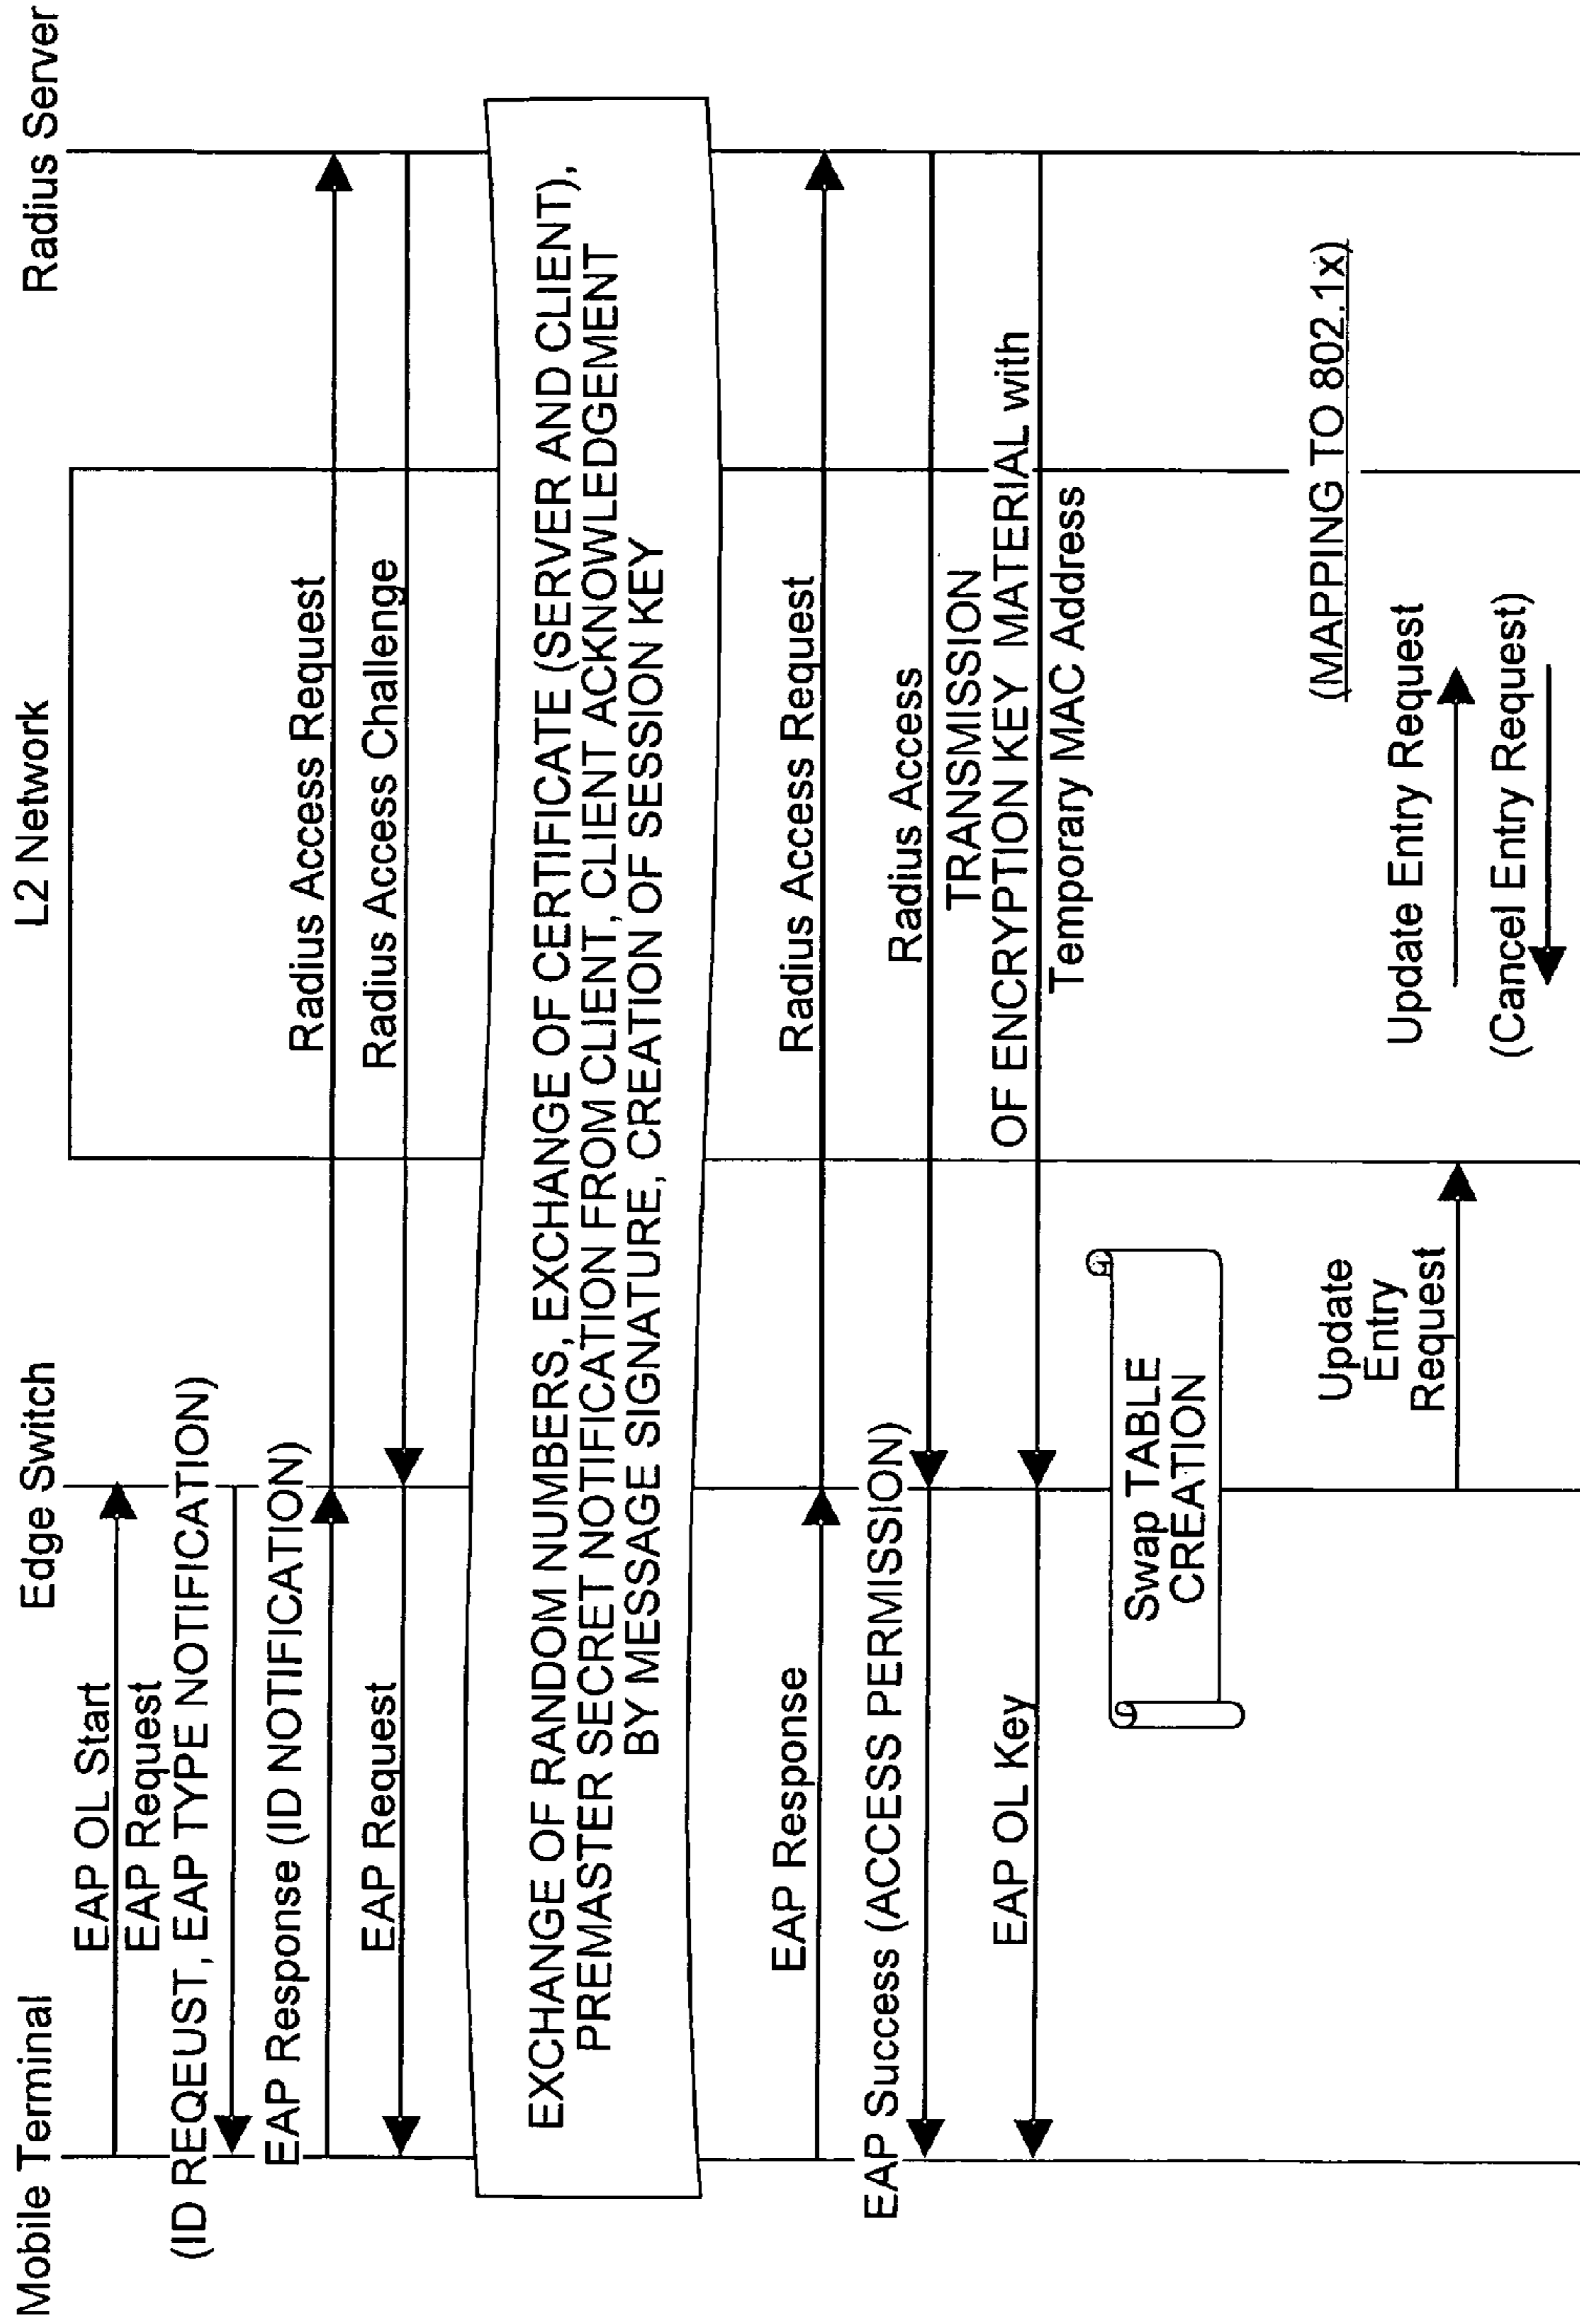 Mobile Terminal
Edge Switch
L2 Network
Radius Server
EAP OL Start
EAP Request
(ID REQEUST, EAP TYPE NOTIFICATION)
EAP Response (ID NOTIFICATION)
Radius Access Request
EAP Request
Radius Access Challenge
EXCHANGE OF RANDOM NUMBERS, EXCHANGE OF CERTIFICATE (SERVER AND CLIENT),
PREMASTER SECRET NOTIFICATION FROM CLIENT, CLIENT ACKNOWLEDGEMENT
BY MESSAGE SIGNATURE, CREATION OF SESSION KEY
EAP Response
Radius Access Request
EAP Success (ACCESS PERMISSION)
Radius Access
TRANSMISSION
OF ENCRYPTION KEY MATERIAL with
Temporary MAC Address
EAP OL Key
Swap TABLE
CREATION
Update
Entry
Request
Update Entry Request
(Cancel Entry Request)
(MAPPING TO 802.1x)